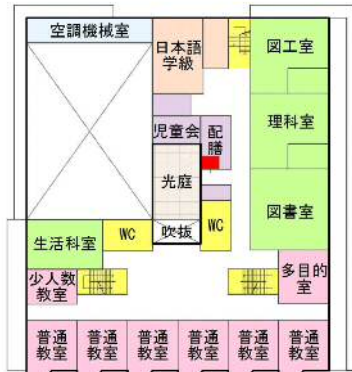 空調機械室
日本語
学級
図工室
児童会
配
膳
理科室
光庭
図書室
WC
WC
吹抜
生活科室
多目的
室
少人数
教室
普通
教室
普通
教室
普通
教室
普通
教室
普通
教室
普通
教室